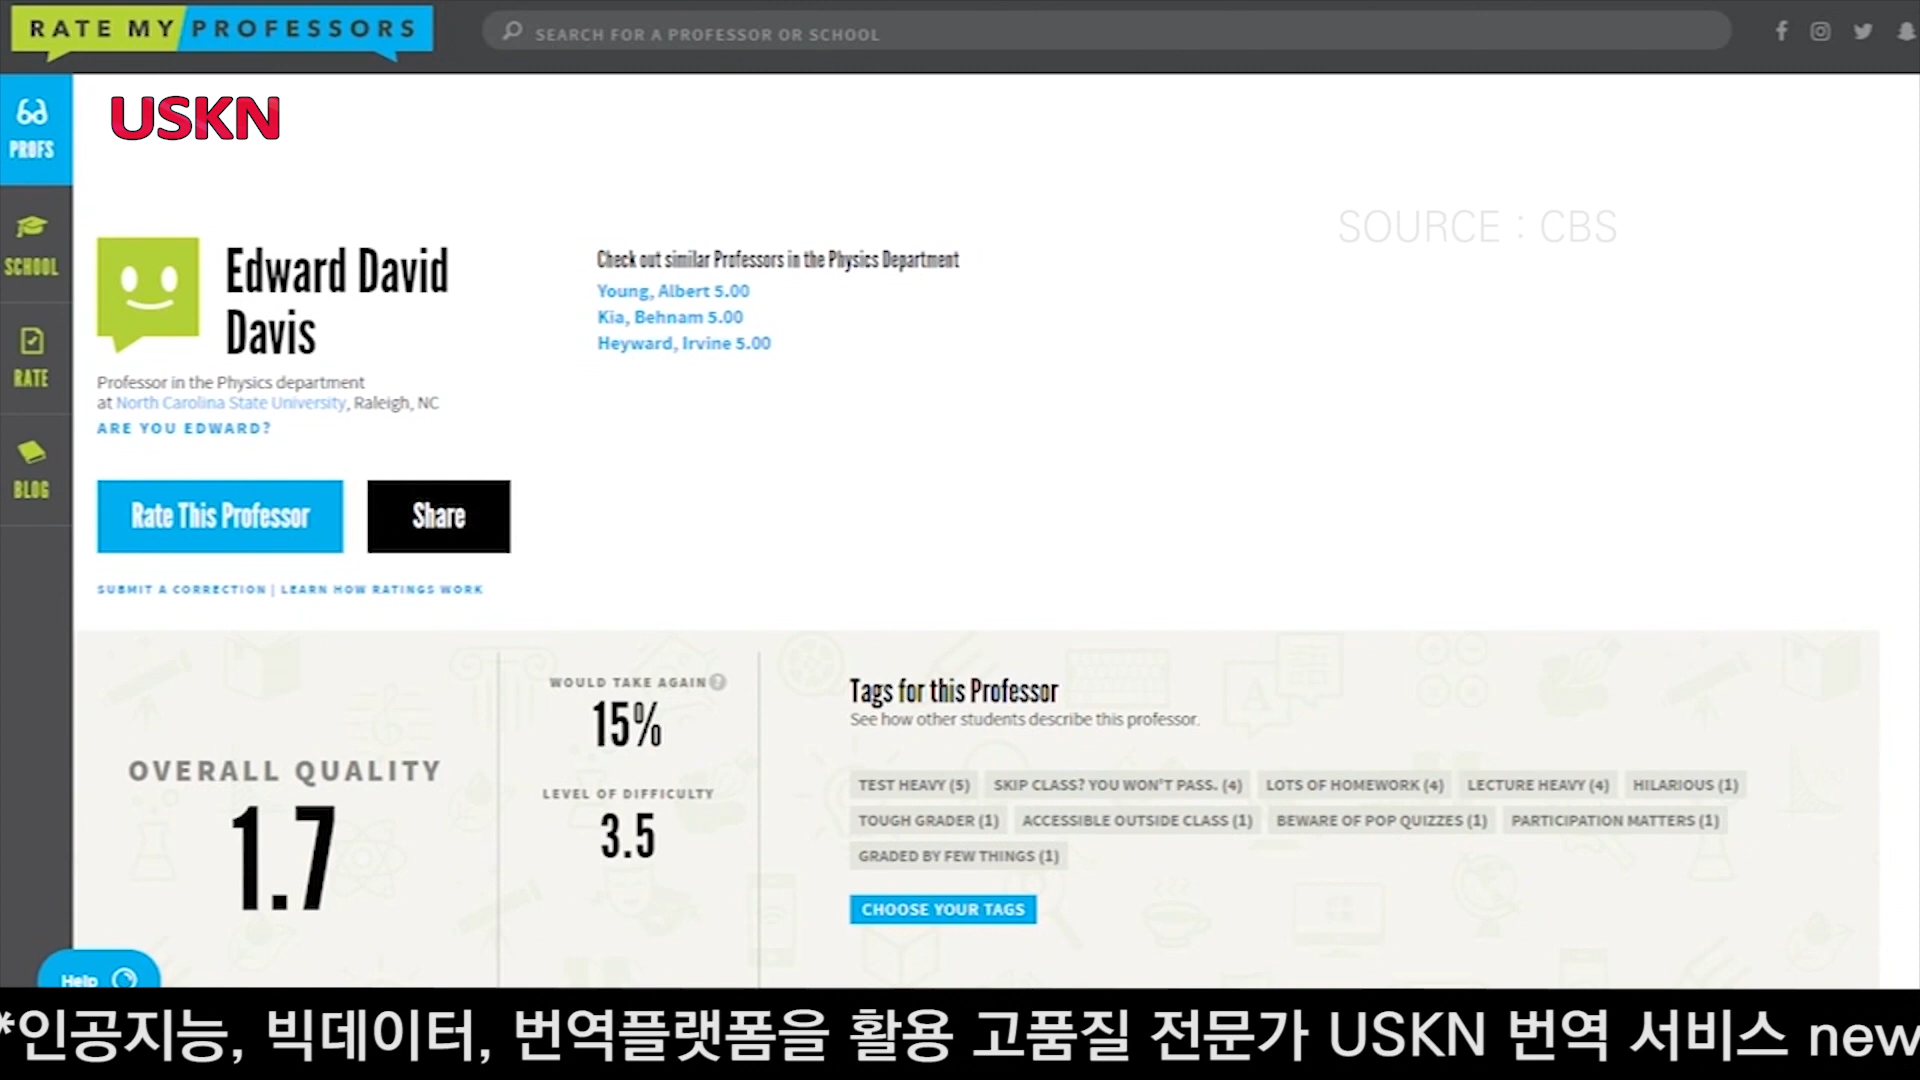 RATE MY PROFESSORS
SEARCH FOR A PROFESSOR OR SCHOOL
PROFS
USKN
SCHOOL
SOURCE : CBS
Edward David
Davis
Check out similar Professors in the Physics Department
Young, Albert 5.00
Kia, Behnam 5.00
Heyward, Irvine 5.00
RATE
Professor in the Physics department
at North Carolina State University, Raleigh, NC
ARE YOU EDWARD?
BLOG
Rate This Professor
Share
SUBMIT A CORRECTION | LEARN HOW RATINGS WORK
OVERALL QUALITY
1.7
WOULD TAKE AGAIN ?
15%
LEVEL OF DIFFICULTY
3.5
Tags for this Professor
See how other students describe this professor.
TEST HEAVY (5) SKIP CLASS? YOU WON'T PASS. (4) LOTS OF HOMEWORK (4) LECTURE HEAVY (4) HILARIOUS (1)
TOUGH GRADER (1) ACCESSIBLE OUTSIDE CLASS (1) BEWARE OF POP QUIZZES (1) PARTICIPATION MATTERS (1)
GRADED BY FEW THINGS (1)
CHOOSE YOUR TAGS
Help
*인공지능, 빅데이터, 번역플랫폼을 활용 고품질 전문가 USKN 번역 서비스 new